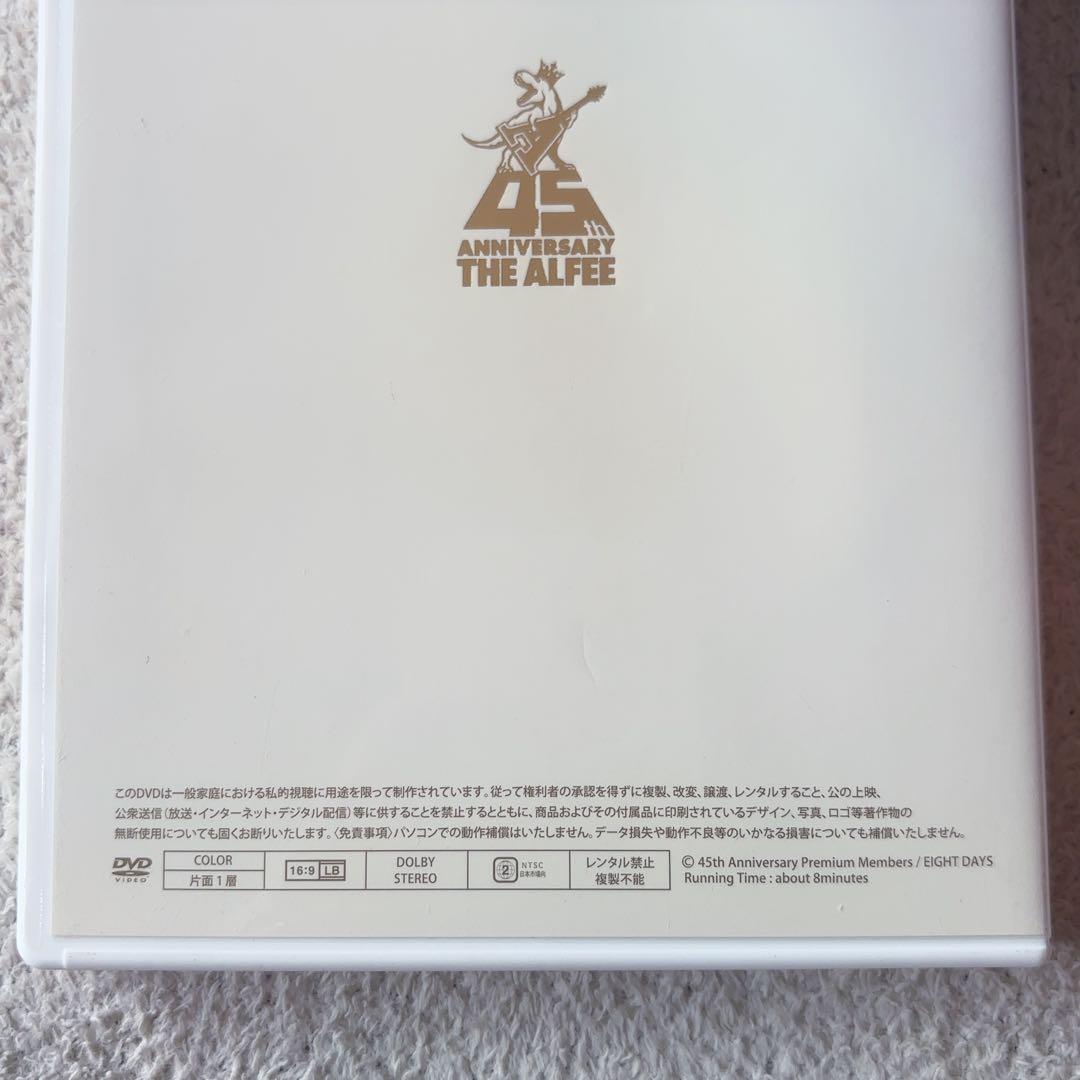 45th
ANNIVERSARY
THE ALFEE
このDVDは一般家庭における私的視聴に用途を限って制作されています。従って権利者の承認を得ずに複製、改変、譲渡、レンタルすること、公の上映、
公衆送信（放送・インターネット・デジタル配信）等に供することを禁止するとともに、商品およびその付属品に印刷されているデザイン、写真、ロゴ等著作物の
無断使用についても固くお断りいたします。〈免責事項〉パソコンでの動作補償はいたしません。データ損失や動作不良等のいかなる損害についても補償いたしません。
DVD VIDEO
COLOR
片面1層
16:9 LB
DOLBY
STEREO
2 NTSC
日本市場向
レンタル禁止
複製不能
© 45th Anniversary Premium Members / EIGHT DAYS
Running Time : about 8minutes